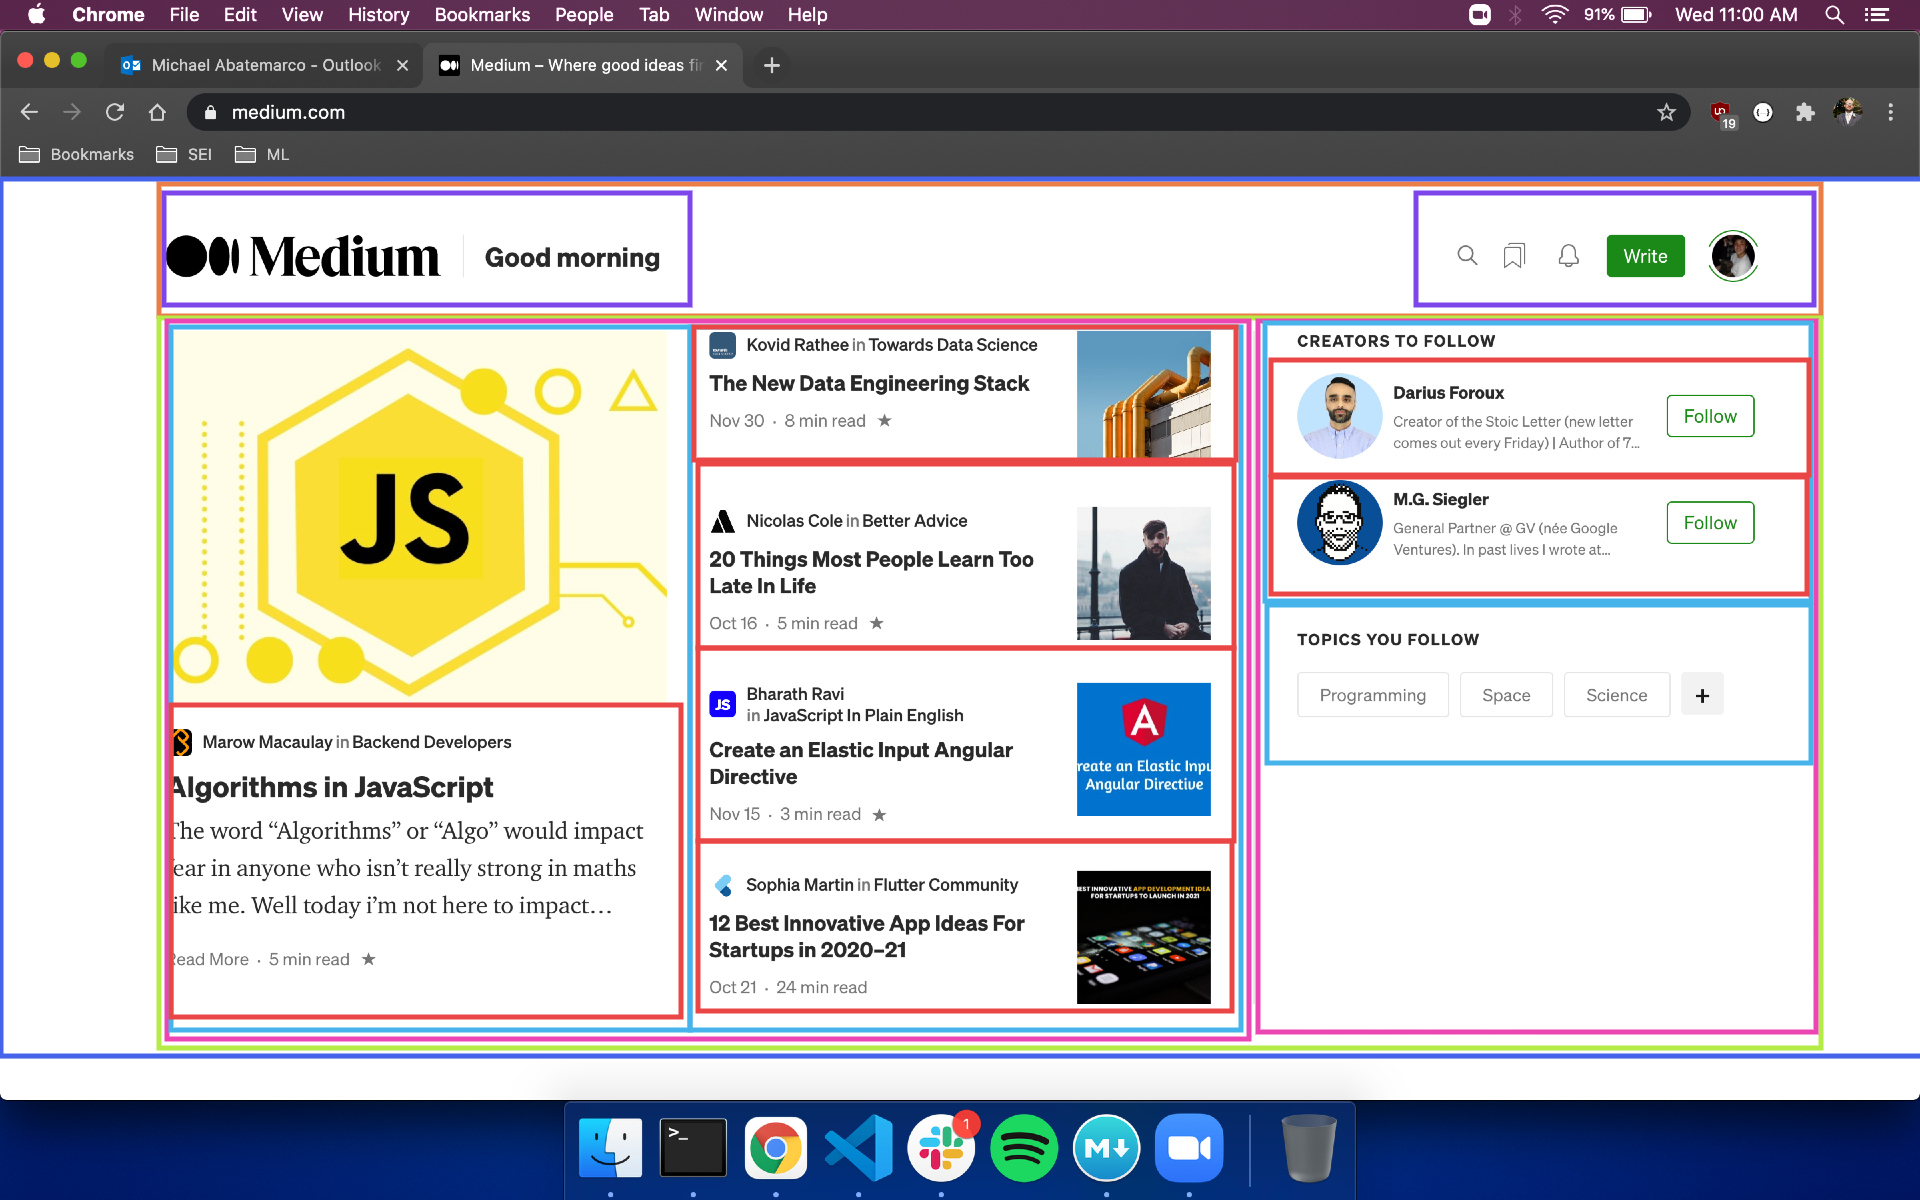 Chrome File Edit View History Bookmarks People Tab Window Help 91% Wed 11:00 AM
Michael Abatemarco - Outlook
Medium – Where good ideas fi
medium.com
19
Bookmarks SEI ML
Medium Good morning
Write
JS
Marow Macaulay in Backend Developers
Algorithms in JavaScript
The word “Algorithms” or “Algo” would impact
fear in anyone who isn’t really strong in maths
like me. Well today i’m not here to impact…
Read More · 5 min read ★
Kovid Rathee in Towards Data Science
The New Data Engineering Stack
Nov 30 · 8 min read ★
Nicolas Cole in Better Advice
20 Things Most People Learn Too
Late In Life
Oct 16 · 5 min read ★
JS
Bharath Ravi
in JavaScript In Plain English
Create an Elastic Input Angular
Directive
Nov 15 · 3 min read ★
A
reate an Elastic Inpu
Angular Directive
Sophia Martin in Flutter Community
12 Best Innovative App Ideas For
Startups in 2020–21
Oct 21 · 24 min read
BEST INNOVATIVE APP DEVELOPMENT IDEA
FOR STARTUPS TO LAUNCH IN 2021
CREATORS TO FOLLOW
Darius Foroux
Creator of the Stoic Letter (new letter
comes out every Friday) | Author of 7...
Follow
M.G. Siegler
General Partner @ GV (née Google
Ventures). In past lives I wrote at...
Follow
TOPICS YOU FOLLOW
Programming Space Science +
>_
1
M